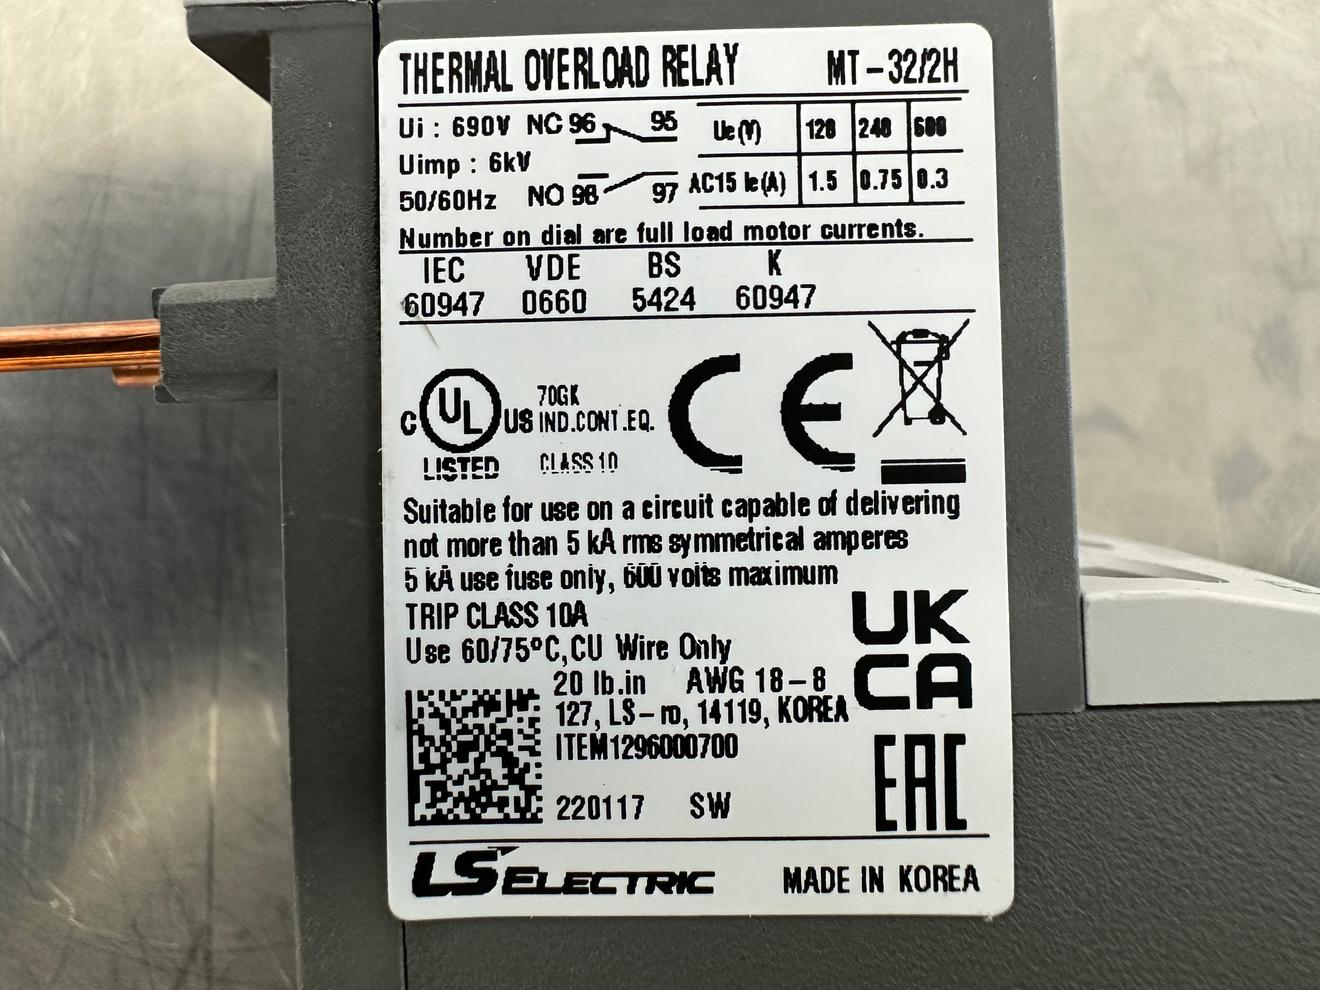 THERMAL OVERLOAD RELAY MT-32/2H
Ui : 690V NC 96 95
Ue(V) 120 240 600
Uimp : 6kV
50/60Hz NO 98 97
AC15 Ie(A) 1.5 0.75 0.3
Number on dial are full load motor currents.
IEC VDE BS K
60947 0660 5424 60947
C UL US LISTED
70GK
IND.CONT.EQ.
CLASS 10
CE
Suitable for use on a circuit capable of delivering
not more than 5 kA rms symmetrical amperes
5 kA use fuse only, 600 volts maximum
TRIP CLASS 10A
Use 60/75°C,CU Wire Only
20 lb.in AWG 18-8
127, LS-ro, 14119, KOREA
ITEM1296000700
220117 SW
UK
CA
EAC
LS ELECTRIC MADE IN KOREA